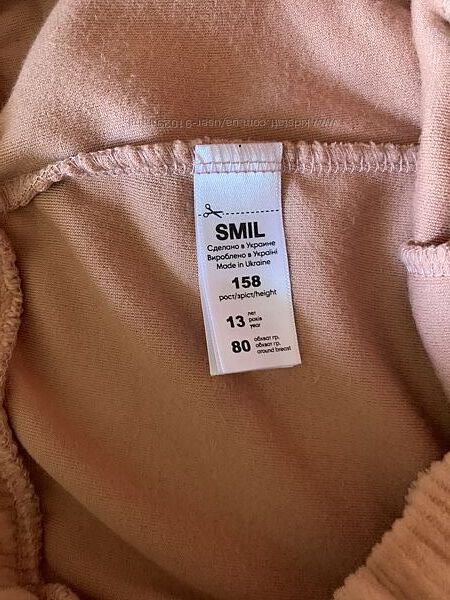 SMIL
Сделано в Украине
Вироблено в Україні
Made in Ukraine
158
рост/зріст/height
13 лет
років
year
80 обхват гр.
обхват гр.
around breast